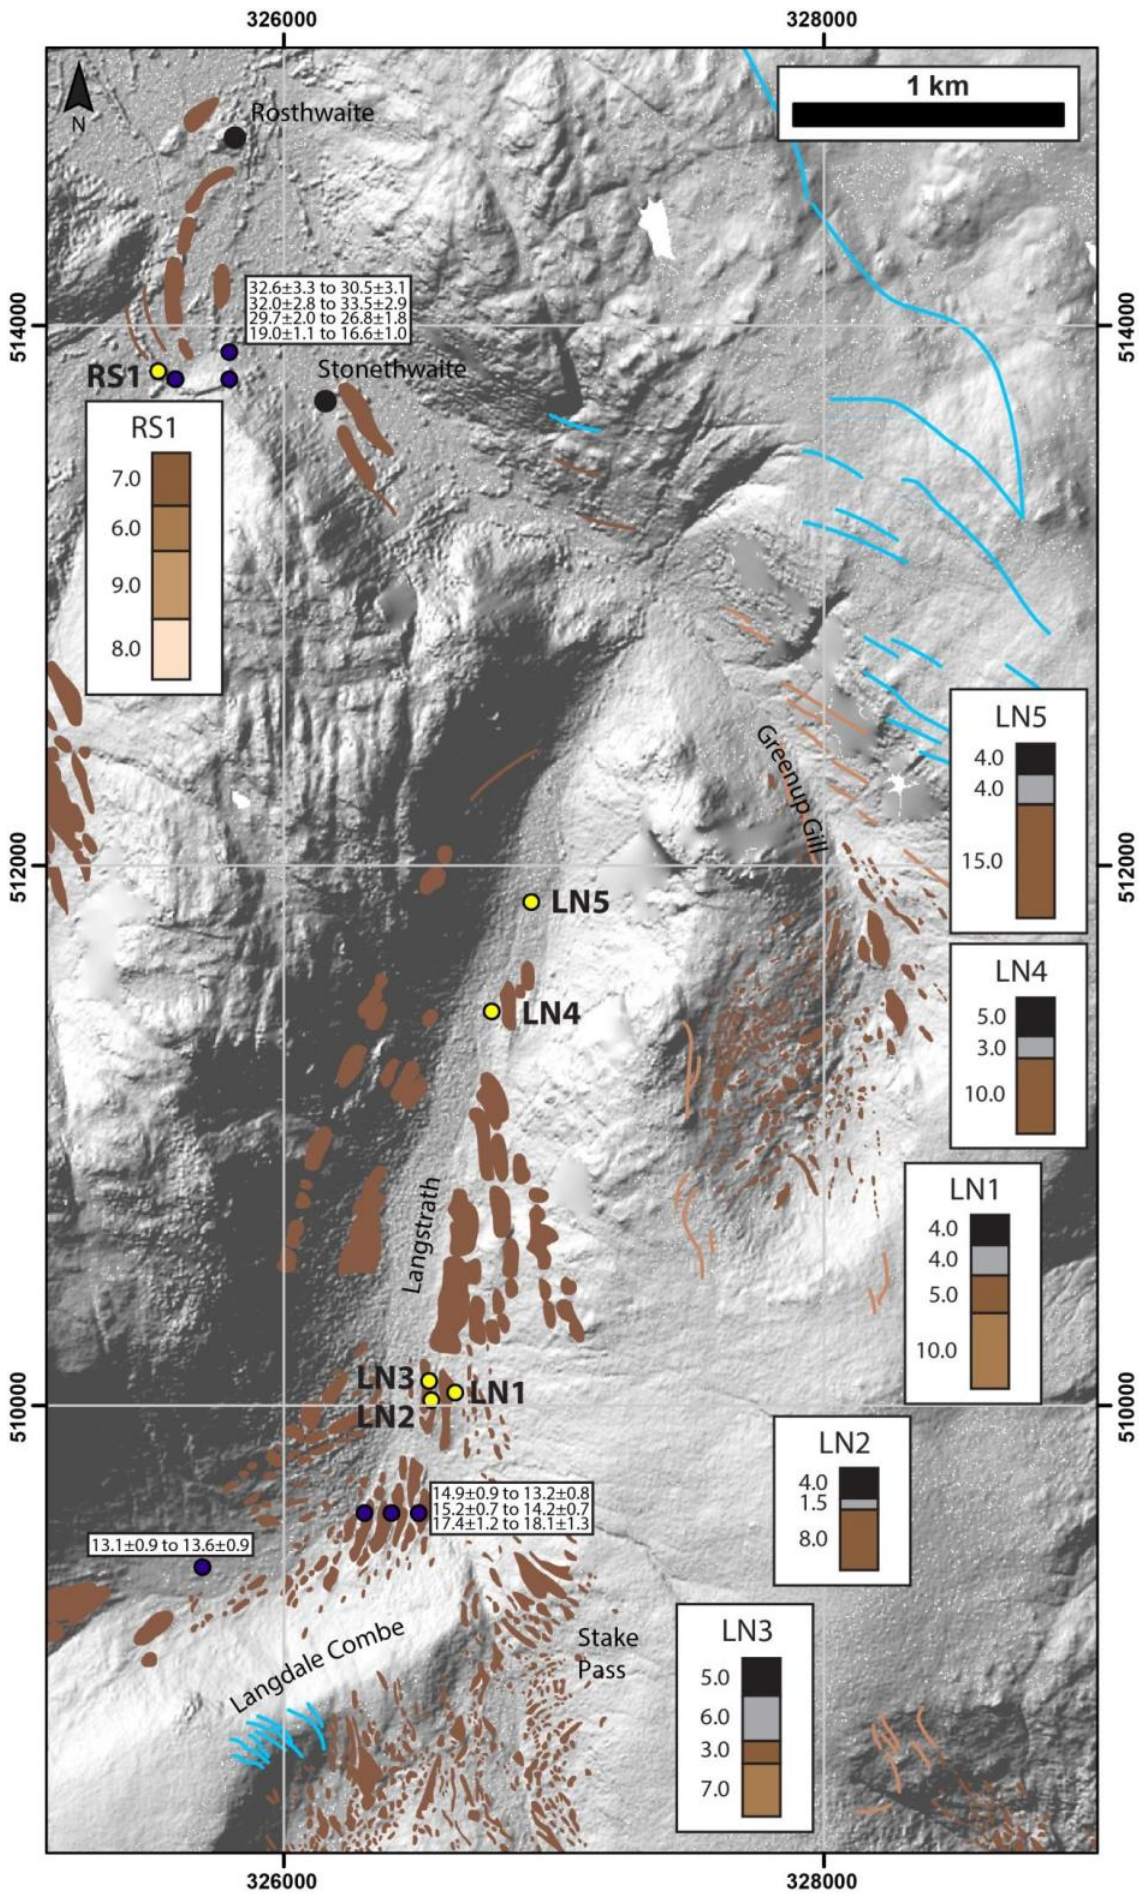 326000
328000
1 km
N
Rosthwaite
514000
514000
32.6±3.3 to 30.5±3.1
32.0±2.8 to 33.5±2.9
29.7±2.0 to 26.8±1.8
19.0±1.1 to 16.6±1.0
Stonethwaite
RS1
RS1
7.0
6.0
9.0
8.0
Greenup Gill
LN5
4.0
4.0
15.0
512000
512000
LN5
LN4
LN4
5.0
3.0
10.0
Langstrath
LN1
4.0
4.0
5.0
10.0
LN3
LN1
LN2
510000
510000
LN2
4.0
1.5
8.0
14.9±0.9 to 13.2±0.8
15.2±0.7 to 14.2±0.7
17.4±1.2 to 18.1±1.3
13.1±0.9 to 13.6±0.9
Langdale Combe
Stake
Pass
LN3
5.0
6.0
3.0
7.0
326000
328000